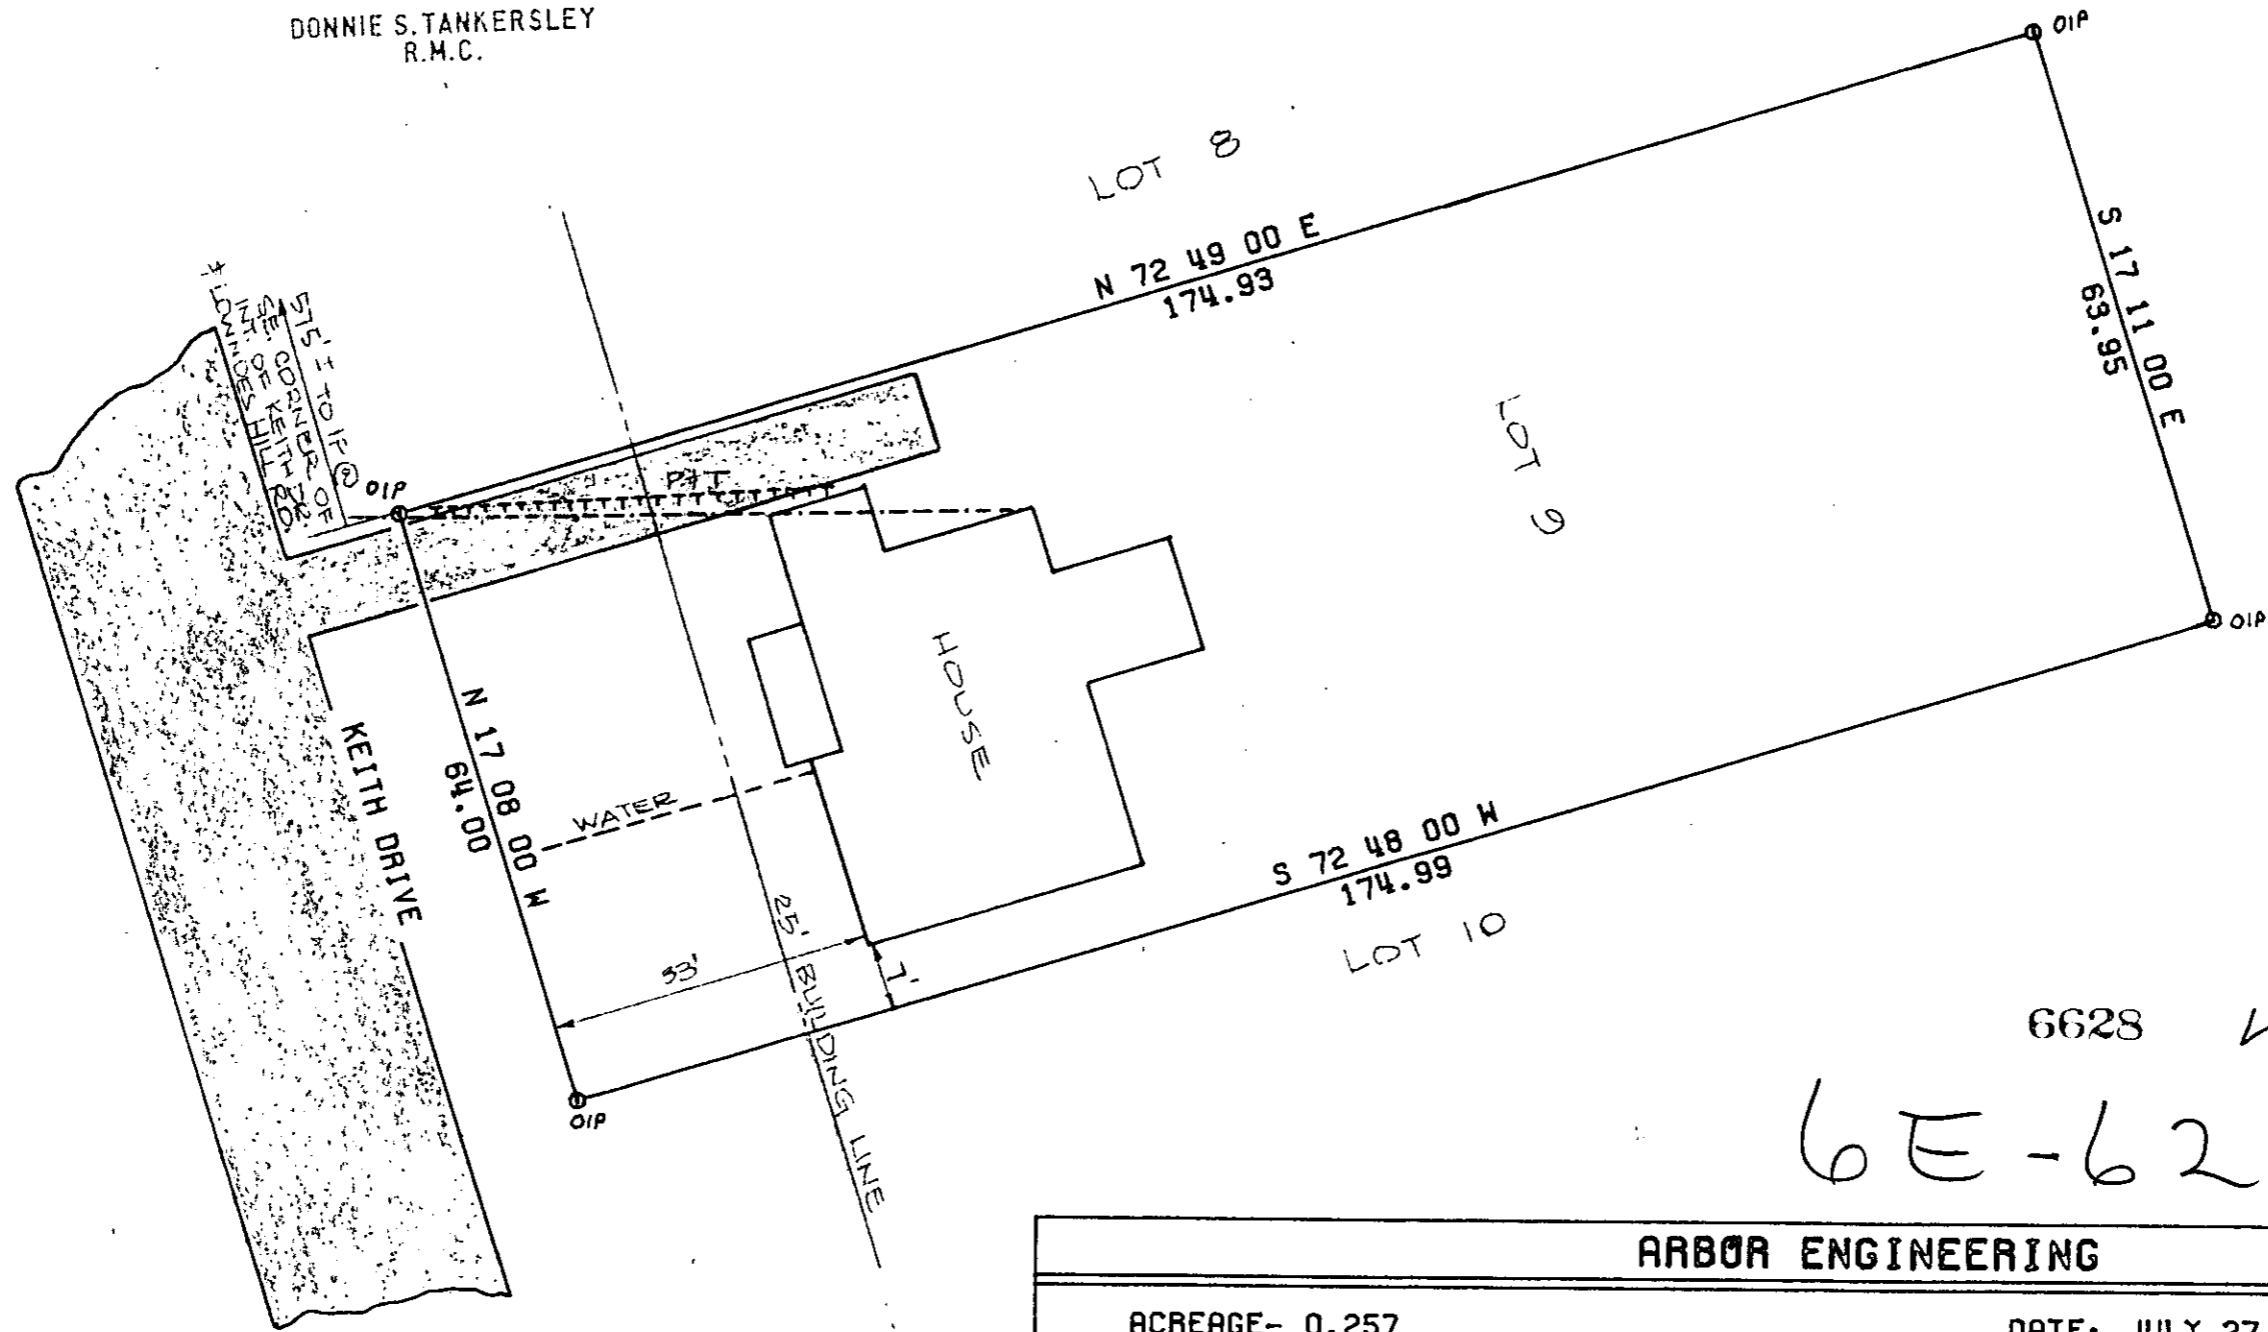 DONNIE S. TANKERSLEY
R.M.C.
OIP
LOT 8
N 72 49 00 E
174.93
S 17 11 00 E
63.95
575' ± TO IP @
SE. CORNER OF
INT. OF KEITH DR
& LOWNDES HILL RD
OIP
P&T
LOT 9
HOUSE
OIP
N 17 08 00 W
64.00
KEITH DRIVE
WATER
S 72 48 00 W
174.99
25' BUILDING LINE
33'
7'
LOT 10
OIP
6628
6E-62
ARBOR ENGINEERING
ACREAGE- 0.257
DATE: JULY 27